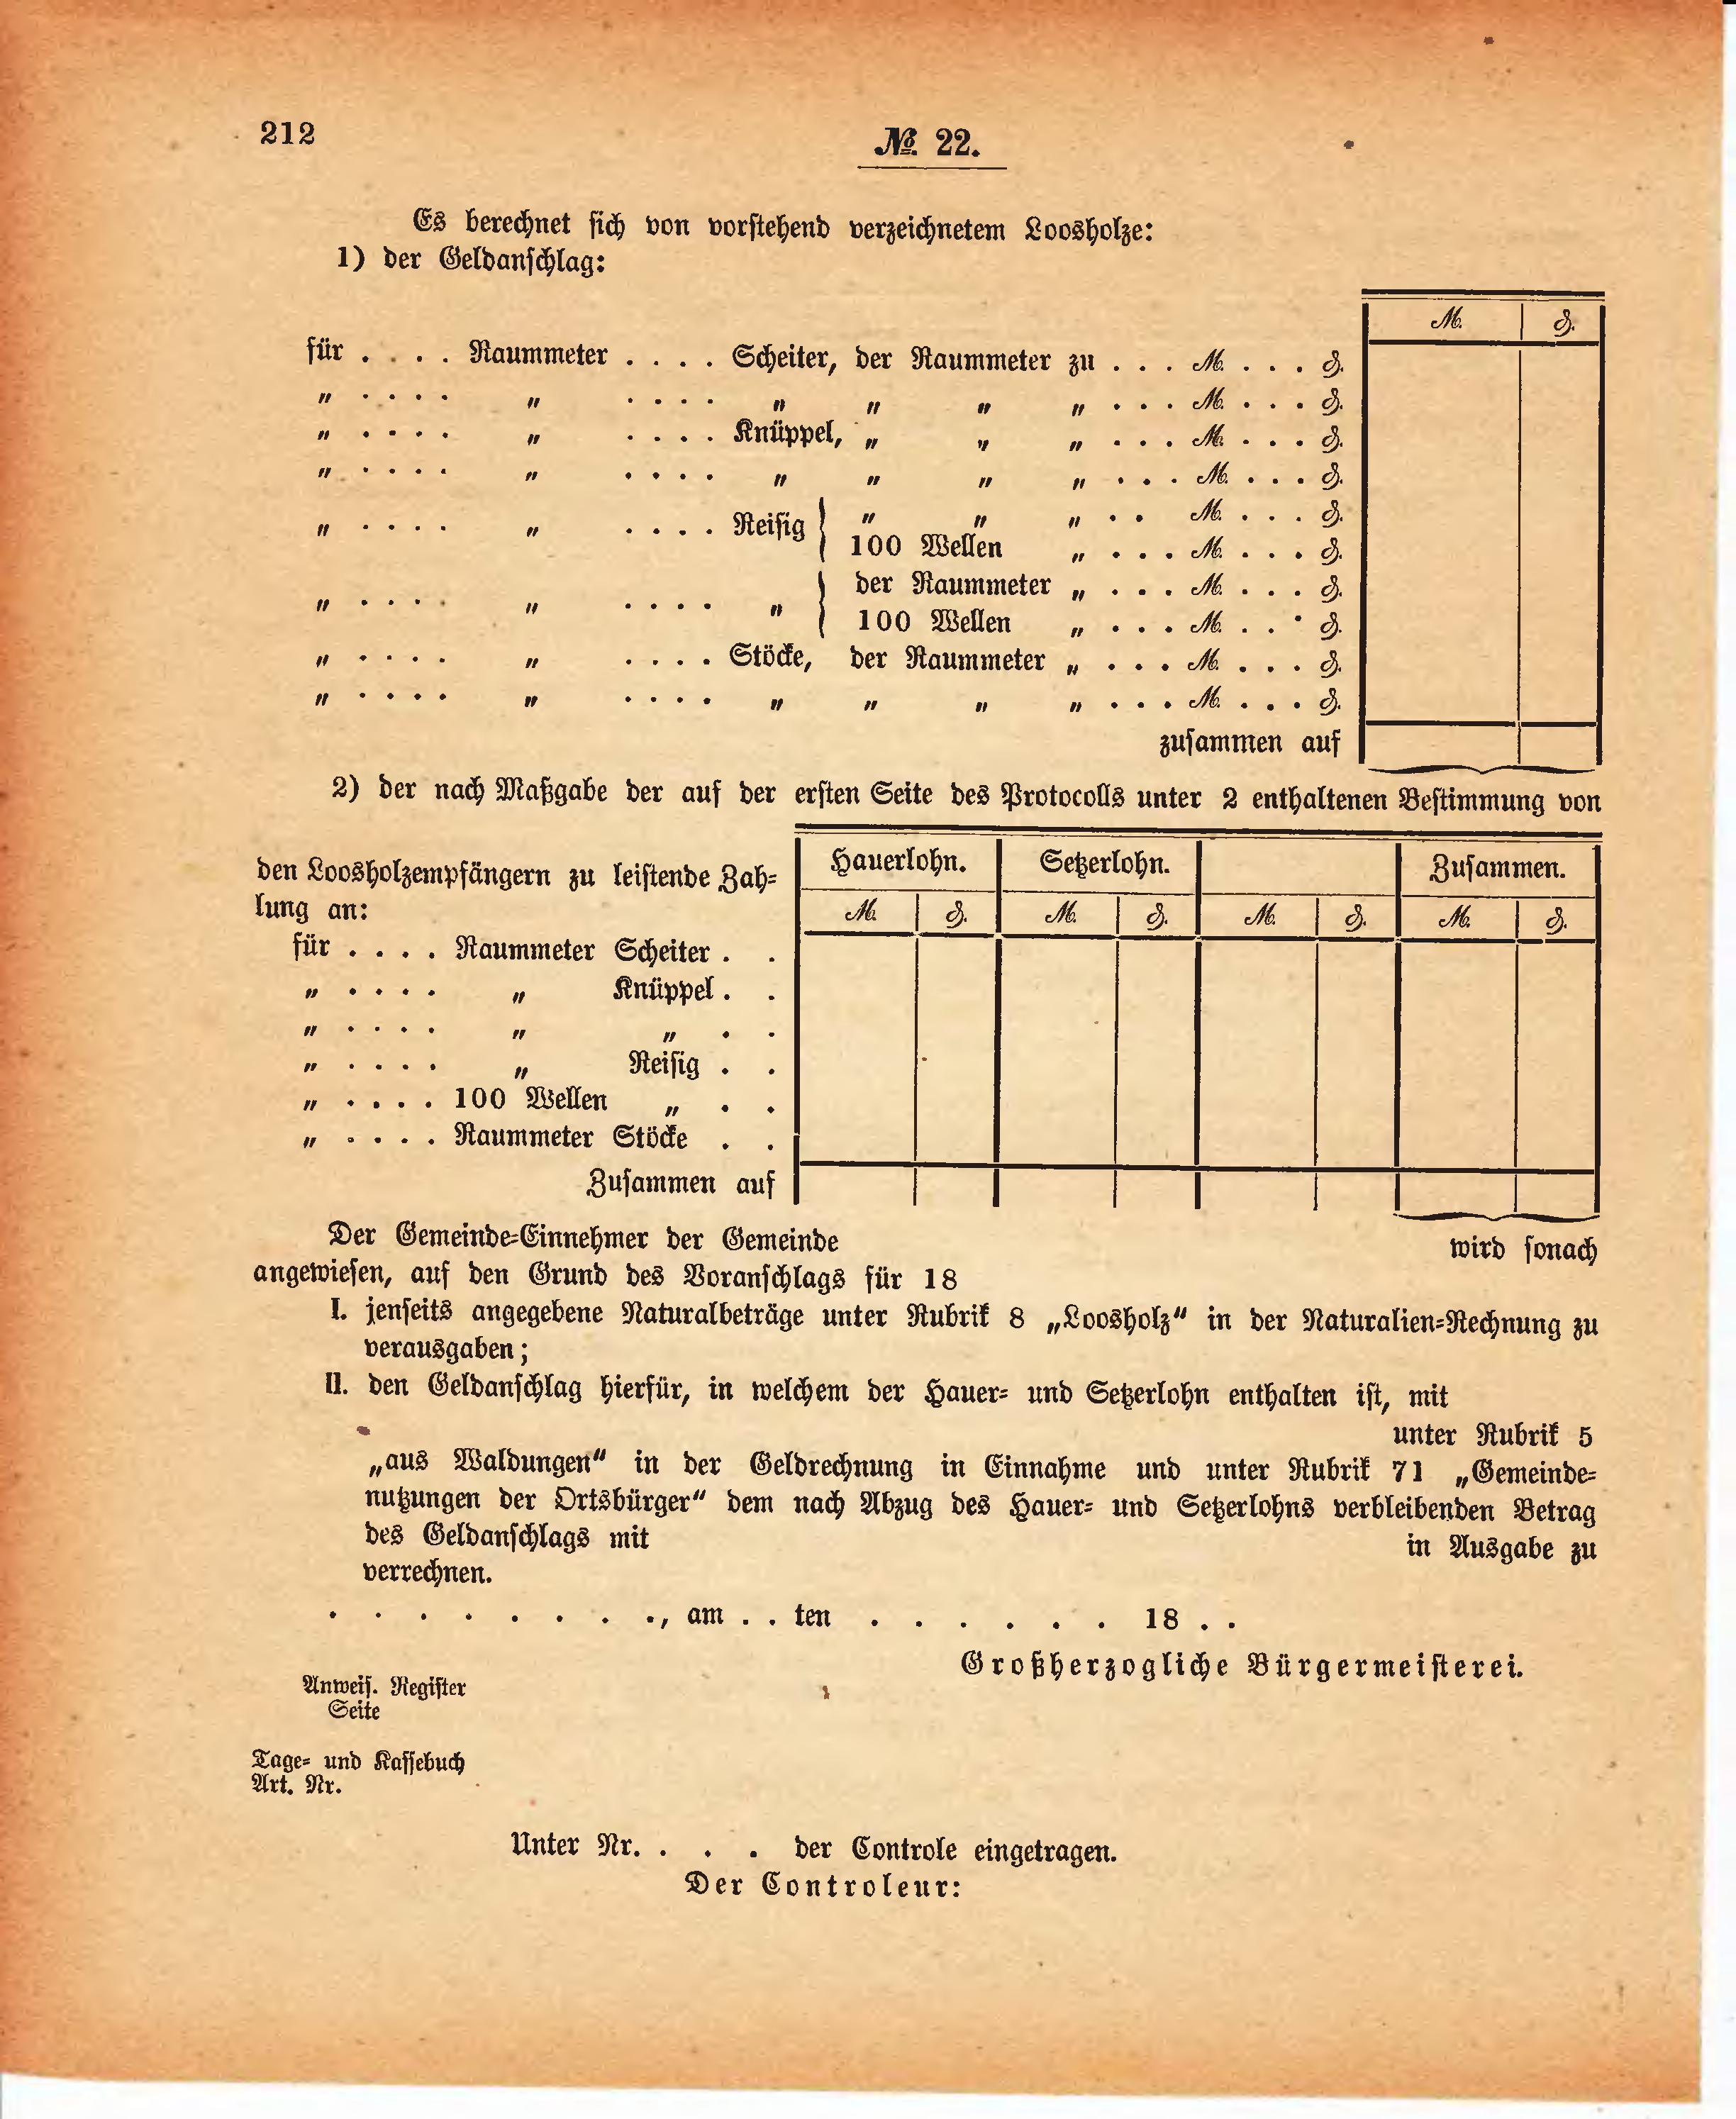 212
№. 22.
Es berechnet sich von vorstehend verzeichnetem Loosholze:
1) der Geldanschlag:
M. | ₰.
für . . . . Raummeter . . . . Scheiter, der Raummeter zu . . . M. . . . ₰.
„ . . . . „ . . . . „ „ „ „ . . . M. . . . ₰.
„ . . . . „ . . . . Knüppel, „ „ „ . . . M. . . . ₰.
„ . . . . „ . . . . „ „ „ „ . . . M. . . . ₰.
„ . . . . „ . . . . Reisig { „ „ „ . . M. . . . ₰.
100 Wellen „ . . . M. . . . ₰.
„ . . . . „ . . . . „ { der Raummeter „ . . . M. . . . ₰.
100 Wellen „ . . . M. . . . ₰.
„ . . . . „ . . . . Stöcke, der Raummeter „ . . . M. . . . ₰.
„ . . . . „ . . . . „ „ „ „ . . . M. . . . ₰.
zusammen auf
2) der nach Maßgabe der auf der ersten Seite des Protocolls unter 2 enthaltenen Bestimmung von
den Loosholzempfängern zu leistende Zah=
lung an:
Hauerlohn. | Setzerlohn. | | Zusammen.
M. | ₰. | M. | ₰. | M. | ₰. | M. | ₰.
für . . . . Raummeter Scheiter . .
„ . . . . „ Knüppel . .
„ . . . . „ „ . .
„ . . . . „ Reisig . .
„ . . . . 100 Wellen „ . .
„ . . . . Raummeter Stöcke . .
Zusammen auf
Der Gemeinde=Einnehmer der Gemeinde wird sonach
angewiesen, auf den Grund des Voranschlags für 18
I. jenseits angegebene Naturalbeträge unter Rubrik 8 „Loosholz“ in der Naturalien=Rechnung zu
verausgaben;
II. den Geldanschlag hierfür, in welchem der Hauer= und Setzerlohn enthalten ist, mit
unter Rubrik 5
„aus Waldungen“ in der Geldrechnung in Einnahme und unter Rubrik 71 „Gemeinde=
nutzungen der Ortsbürger“ dem nach Abzug des Hauer= und Setzerlohns verbleibenden Betrag
des Geldanschlags mit in Ausgabe zu
verrechnen.
. . . . . . . ., am . . ten . . . . . . 18 . .
Großherzogliche Bürgermeisterei.
Anweis. Register
Seite
Tage= und Kassebuch
Art. Nr.
Unter Nr. . . . der Controle eingetragen.
Der Controleur: